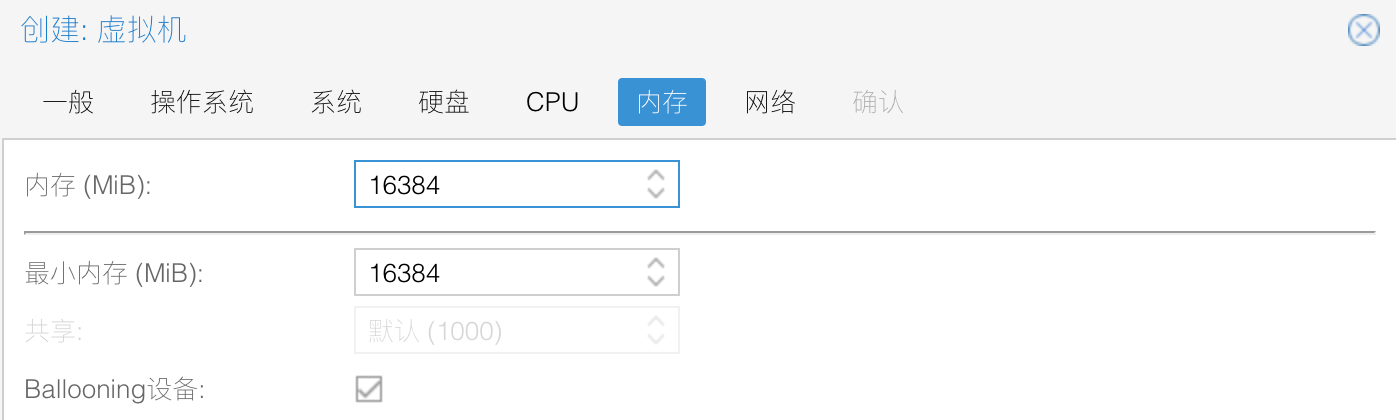 创建: 虚拟机
一般 操作系统 系统 硬盘 CPU 内存 网络 确认
内存 (MiB): 16384
最小内存 (MiB): 16384
共享: 默认 (1000)
Ballooning设备: